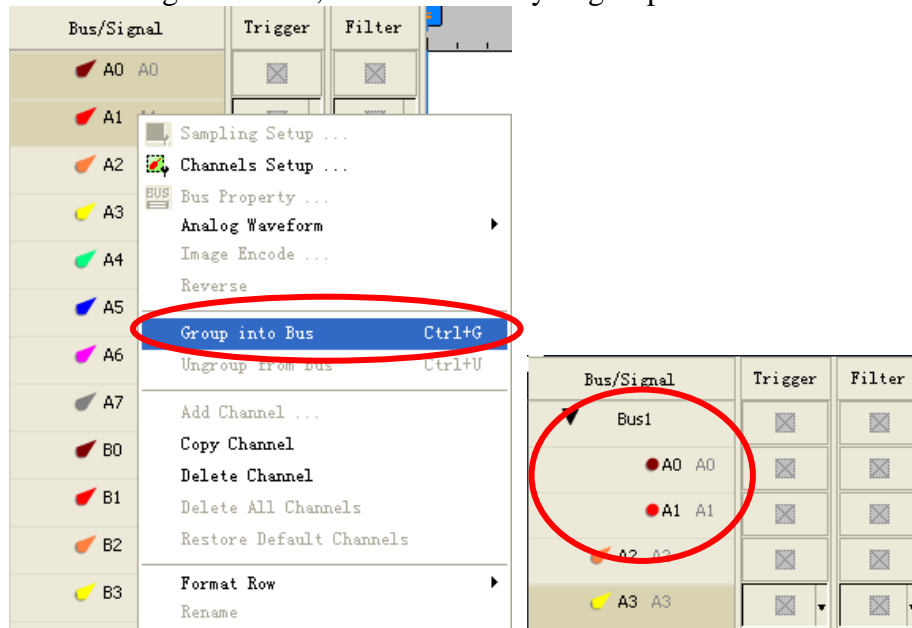 Bus/Signal Trigger Filter
A0 A0
A1
Sampling Setup ...
A2 Channels Setup ...
BUS Bus Property ...
A3
Analog Waveform
A4 Image Encode ...
Reverse
A5
Group into Bus Ctrl+G
A6 Ungroup from Bus Ctrl+U
A7
Add Channel ...
B0 Copy Channel
Delete Channel
B1 Delete All Channels
B2 Restore Default Channels
B3 Format Row
Rename
Bus/Signal Trigger Filter
Bus1
A0 A0
A1 A1
A2 A2
A3 A3